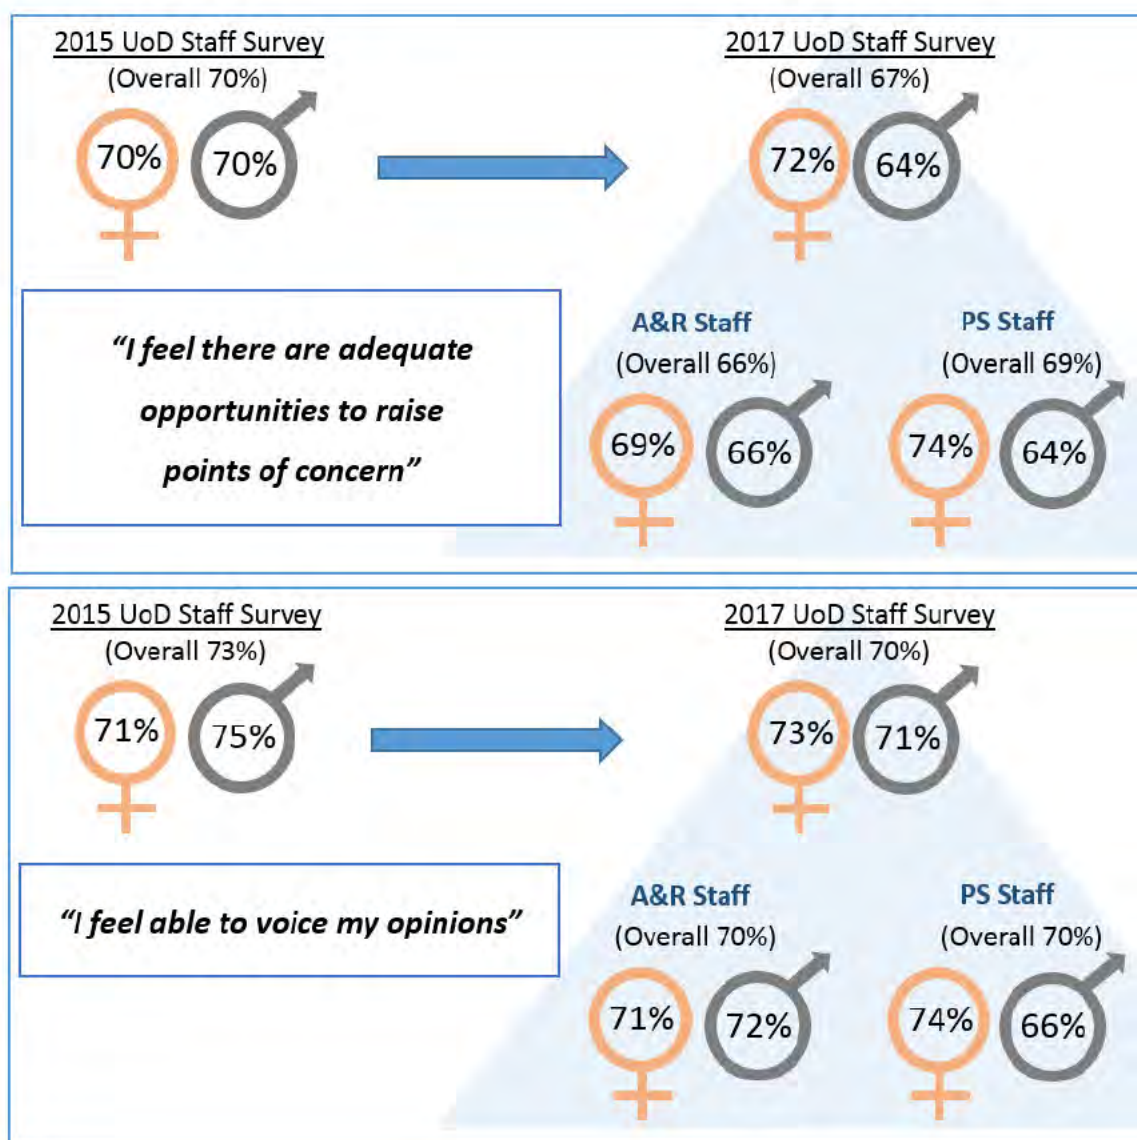 2015 UoD Staff Survey
(Overall 70%)
70%
70%
2017 UoD Staff Survey
(Overall 67%)
72%
64%
“I feel there are adequate
opportunities to raise
points of concern”
A&R Staff
(Overall 66%)
69%
66%
PS Staff
(Overall 69%)
74%
64%
2015 UoD Staff Survey
(Overall 73%)
71%
75%
2017 UoD Staff Survey
(Overall 70%)
73%
71%
“I feel able to voice my opinions”
A&R Staff
(Overall 70%)
71%
72%
PS Staff
(Overall 70%)
74%
66%